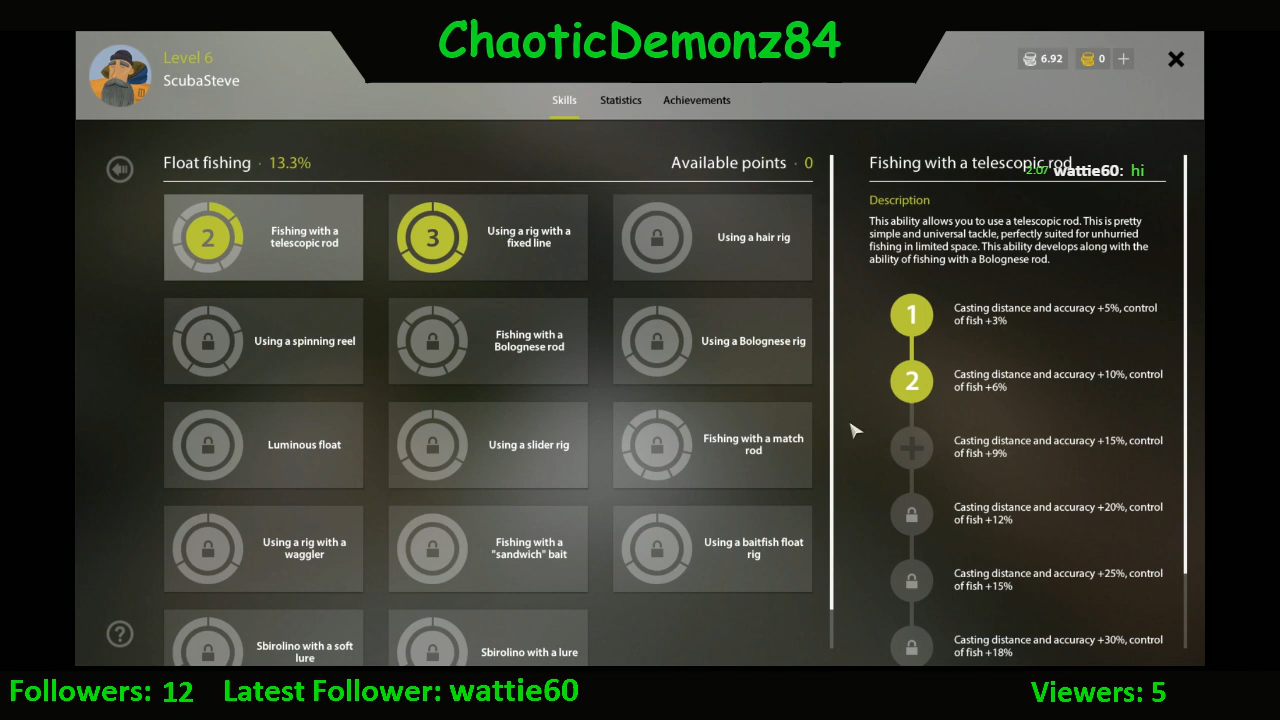 ChaoticDemonz84
Level 6
ScubaSteve
6.92
0
Skills
Statistics
Achievements
Float fishing · 13.3%
Available points · 0
2
Fishing with a
telescopic rod
3
Using a rig with a
fixed line
Using a hair rig
Using a spinning reel
Fishing with a
Bolognese rod
Using a Bolognese rig
Luminous float
Using a slider rig
Fishing with a match
rod
Using a rig with a
waggler
Fishing with a
"sandwich" bait
Using a baitfish float
rig
Sbirolino with a soft
lure
Sbirolino with a lure
Fishing with a telescopic rod
2:07 wattie60: hi
Description
This ability allows you to use a telescopic rod. This is pretty
simple and universal tackle, perfectly suited for unhurried
fishing in limited space. This ability develops along with the
ability of fishing with a Bolognese rod.
1
Casting distance and accuracy +5%, control
of fish +3%
2
Casting distance and accuracy +10%, control
of fish +6%
Casting distance and accuracy +15%, control
of fish +9%
Casting distance and accuracy +20%, control
of fish +12%
Casting distance and accuracy +25%, control
of fish +15%
Casting distance and accuracy +30%, control
of fish +18%
Followers: 12
Latest Follower: wattie60
Viewers: 5